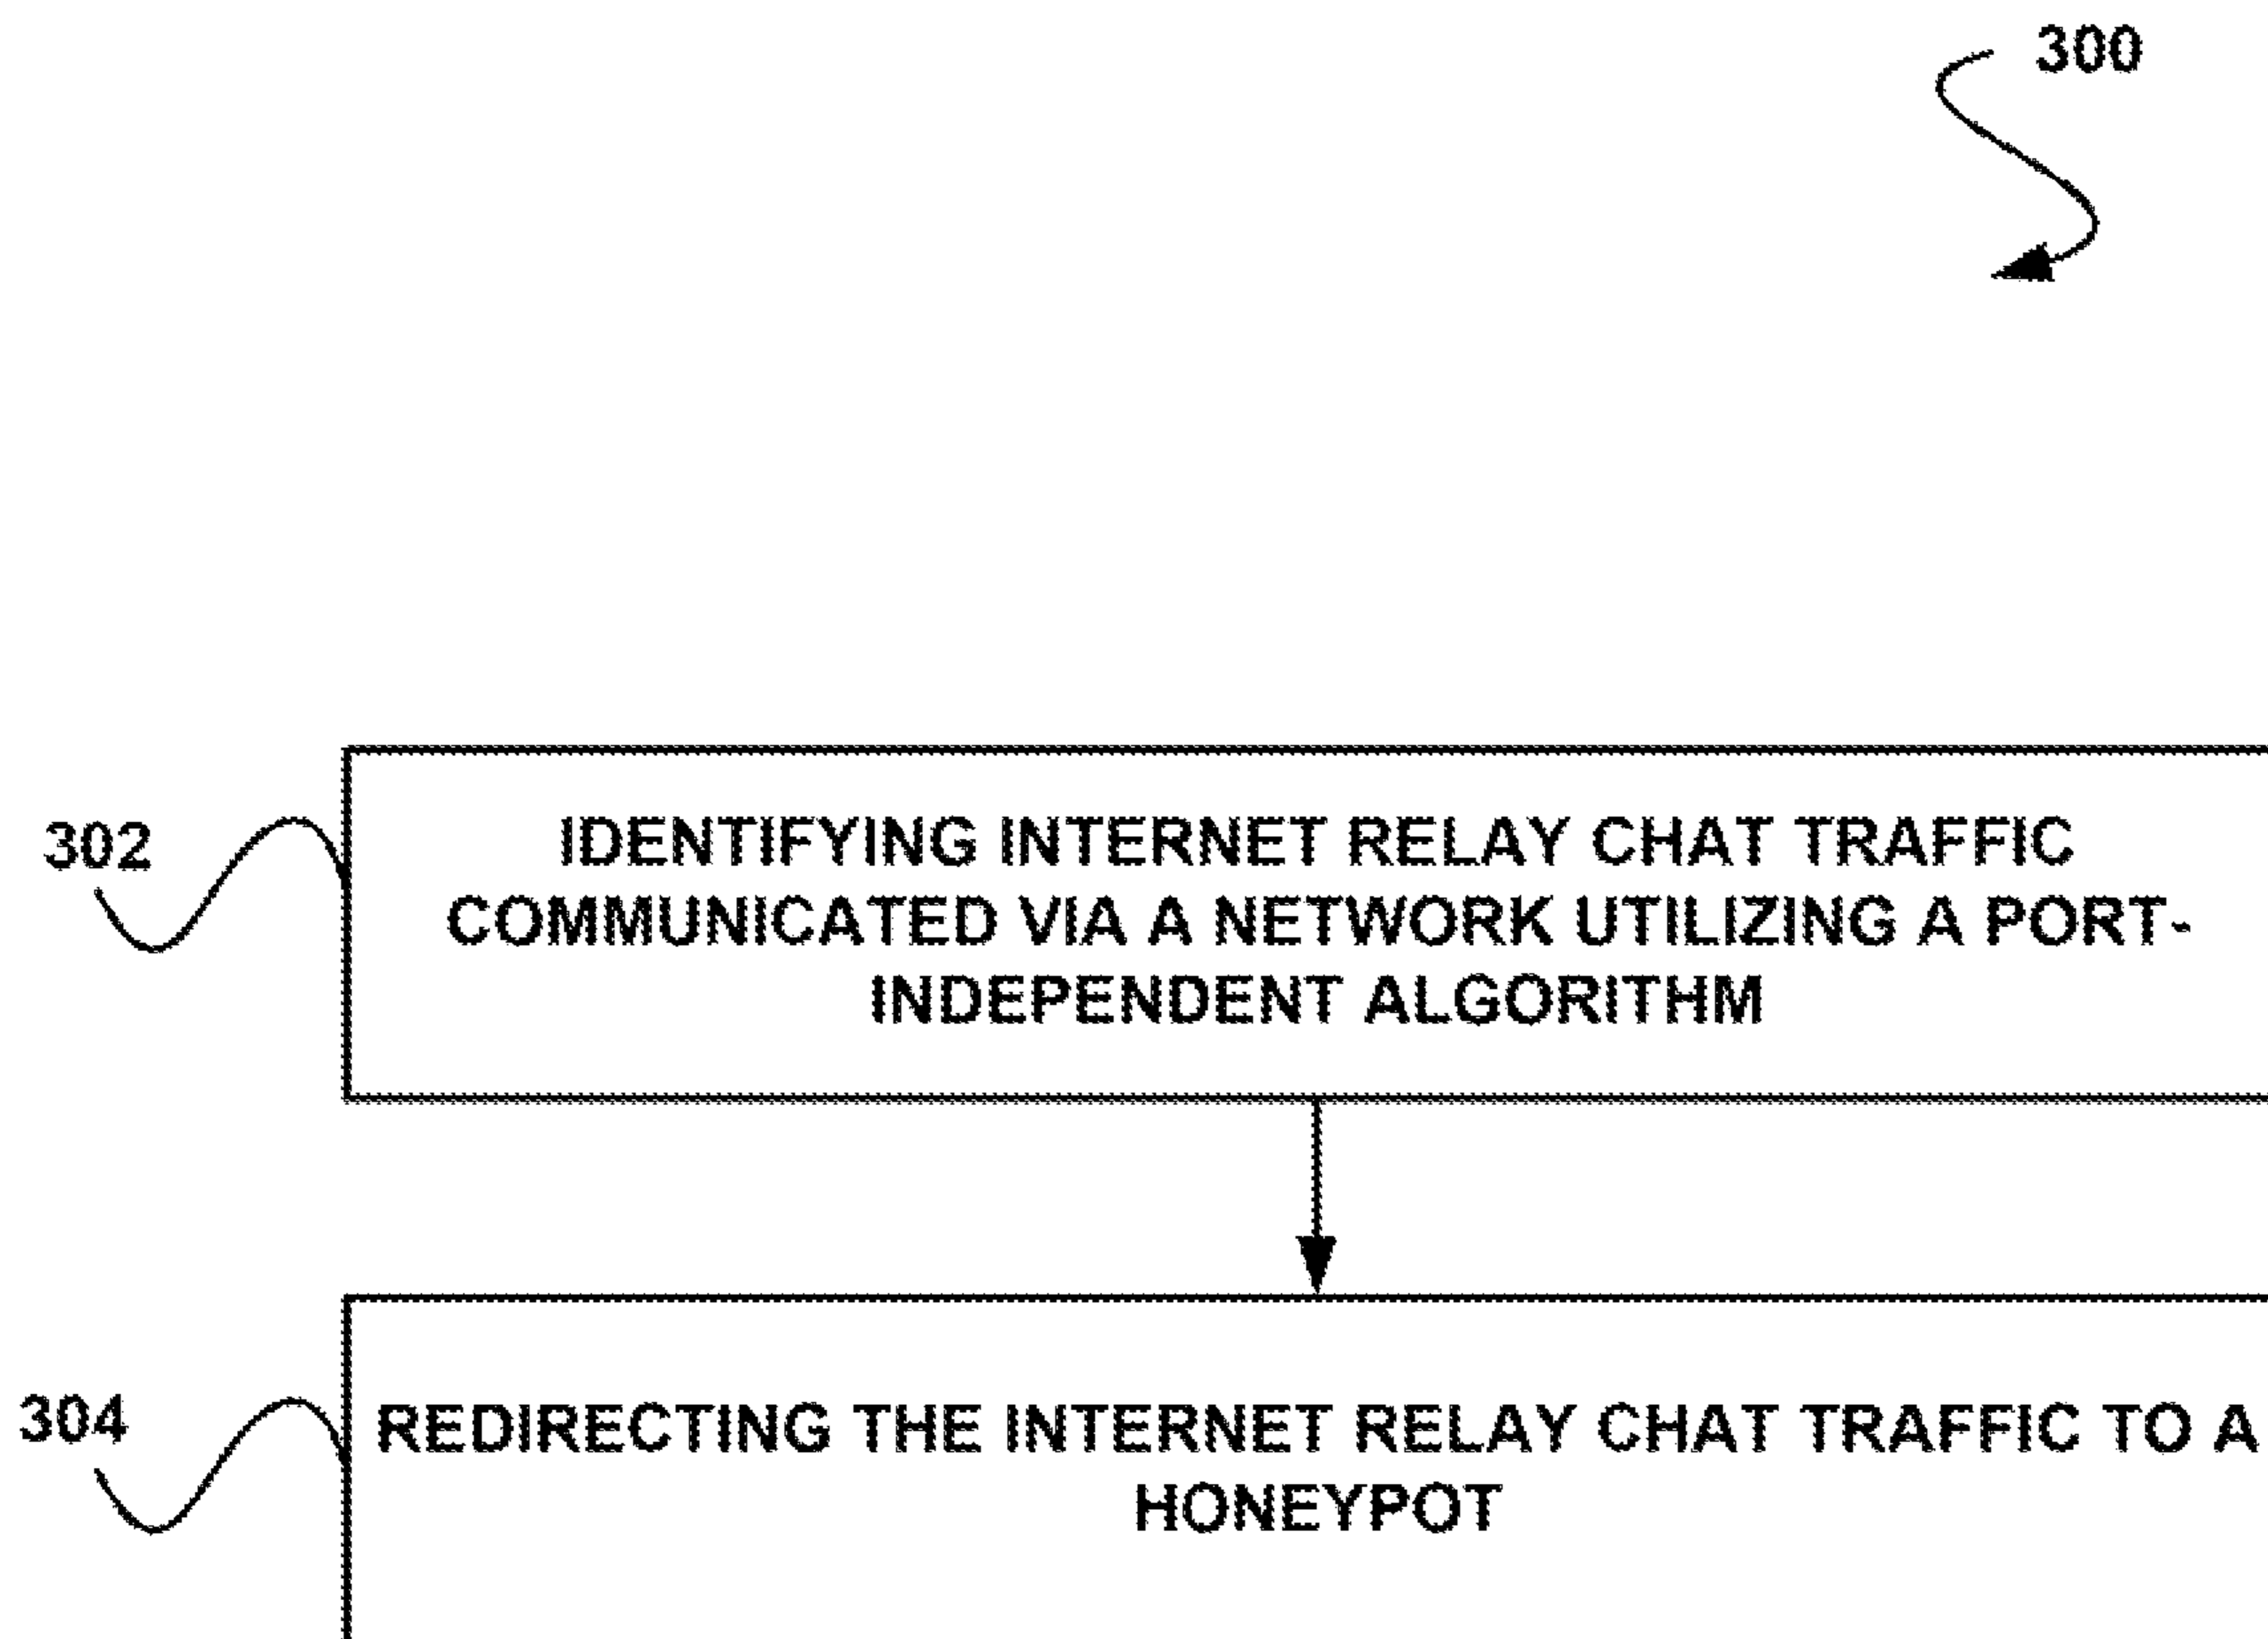 300
302
IDENTIFYING INTERNET RELAY CHAT TRAFFIC
COMMUNICATED VIA A NETWORK UTILIZING A PORT-
INDEPENDENT ALGORITHM
304
REDIRECTING THE INTERNET RELAY CHAT TRAFFIC TO A
HONEYPOT